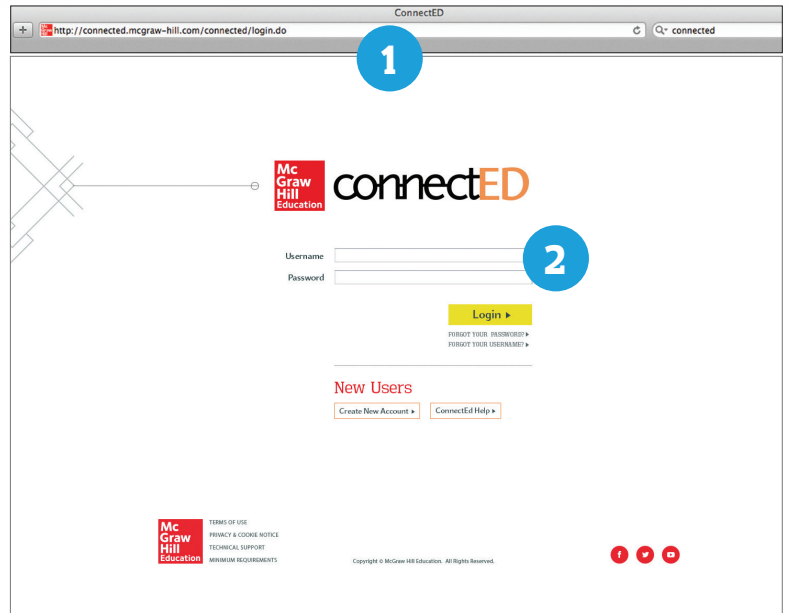 ConnectED
http://connected.mcgraw-hill.com/connected/login.do
connected
1
Mc
Graw
Hill
Education
connectED
Username
2
Password
Login
FORGOT YOUR PASSWORD?
FORGOT YOUR USERNAME?
New Users
Create New Account
ConnectEd Help
Mc
Graw
Hill
Education
TERMS OF USE
PRIVACY & COOKIE NOTICE
TECHNICAL SUPPORT
MINIMUM REQUIREMENTS
Copyright © McGraw Hill Education. All Rights Reserved.